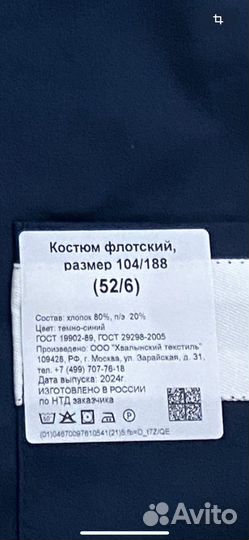 Костюм флотский,
размер 104/188
(52/6)
Состав: хлопок 80%, п/э 20%
Цвет: темно-синий
ГОСТ 19902-89, ГОСТ 29298-2005
Произведено: ООО "Хвалынский текстиль"
109428, РФ, г. Москва, ул. Зарайская, д. 31,
тел. +7 (499) 707-76-18
Дата выпуска: 2024г
ИЗГОТОВЛЕНО В РОССИИ
по НТД заказчика
Avito